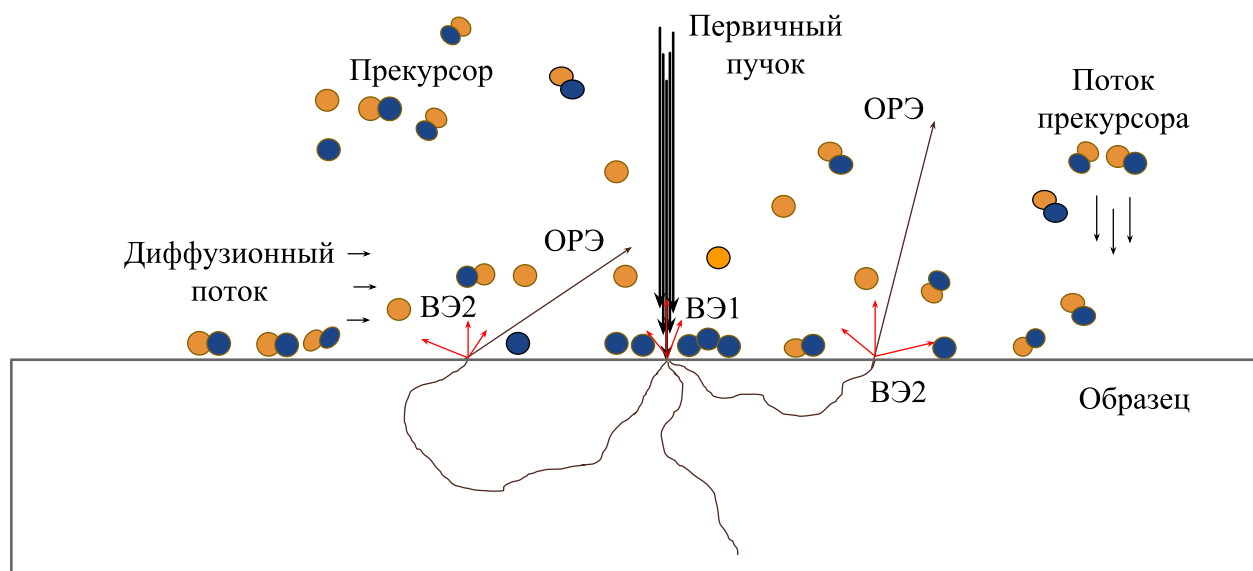 Первичный
пучок
Прекурсор
Поток
прекурсора
ОРЭ
Диффузионный
поток
ОРЭ
ВЭ2
ВЭ1
ВЭ2
Образец